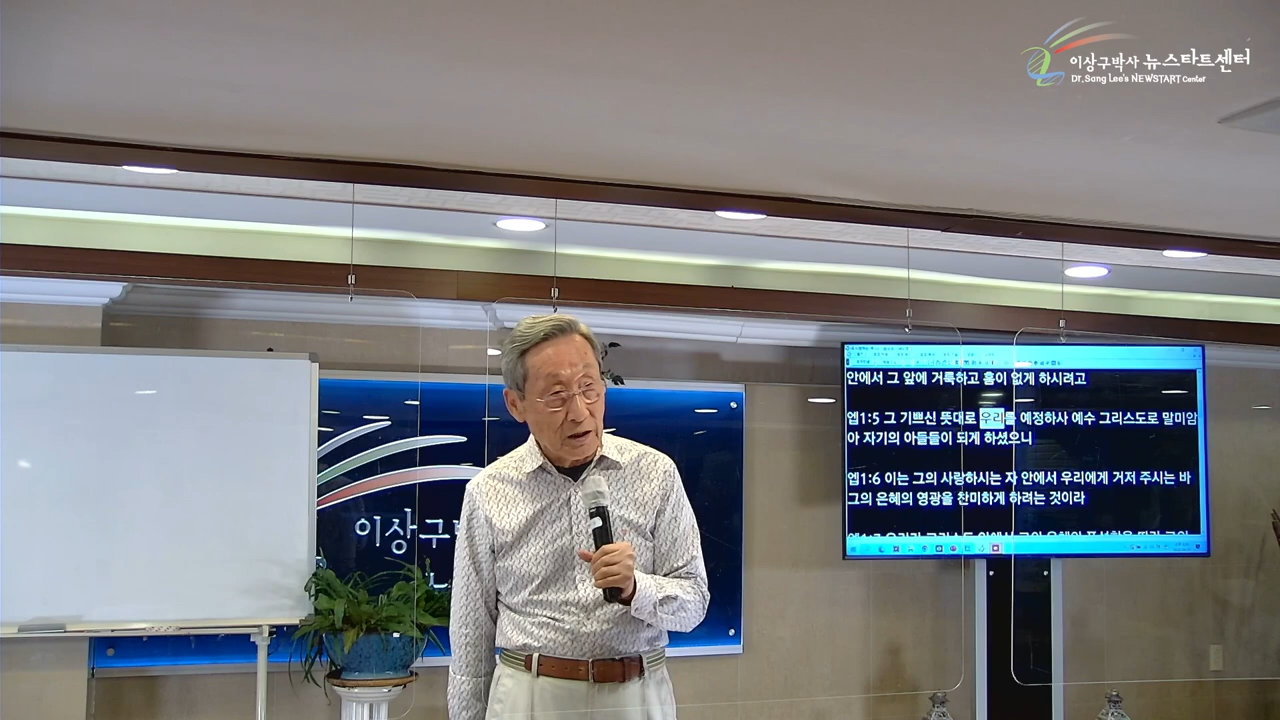 이상구박사 뉴스타트센터
Dr. Sang Lee's NEWSTART Center
안에서 그 앞에 거룩하고 흠이 없게 하시려고
엡1:5 그 기쁘신 뜻대로 우리를 예정하사 예수 그리스도로 말미암
아 자기의 아들들이 되게 하셨으니
엡1:6 이는 그의 사랑하시는 자 안에서 우리에게 거저 주시는 바
그의 은혜의 영광을 찬미하게 하려는 것이라
이상구